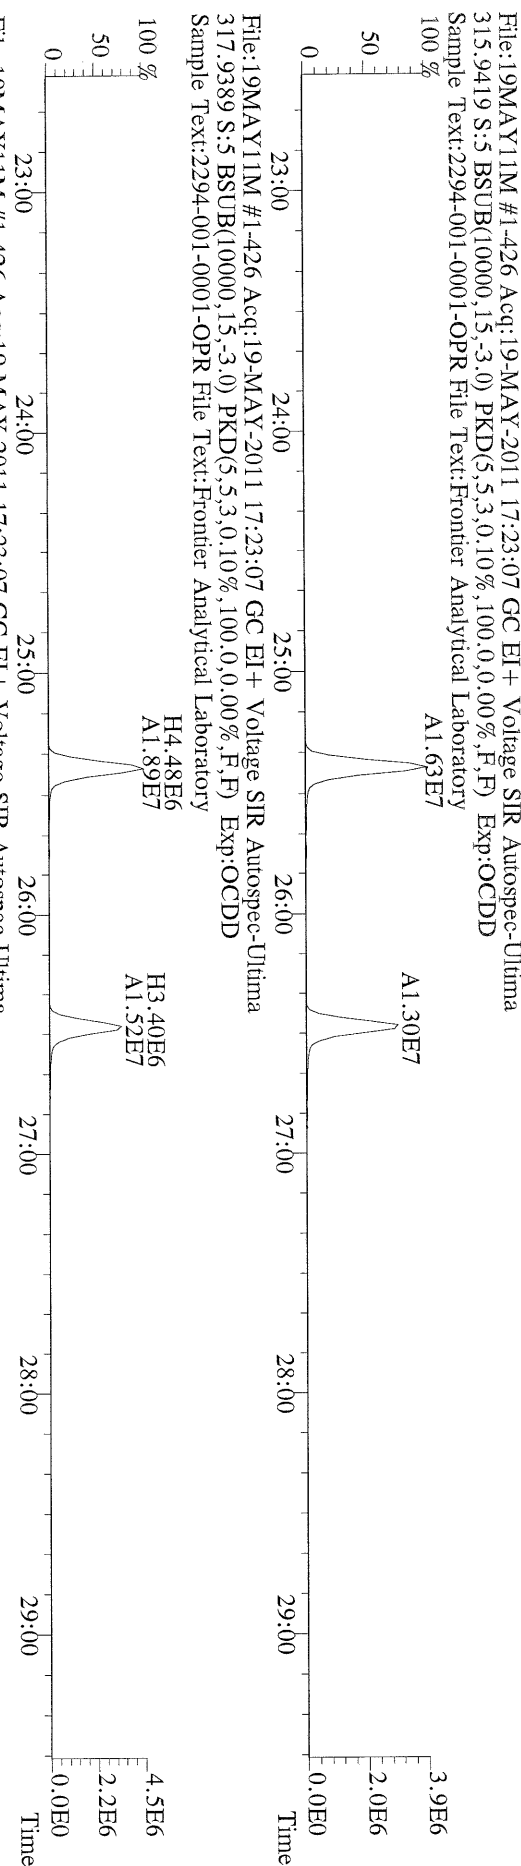 File:19MAY11M #1-426 Acq:19-MAY-2011 17:23:07 GC EI+ Voltage SIR Autospec-Ultima
315.9419 S:5 BSUB(10000,15,-3.0) PKD(5,5,3,0.10%,100.0,0.00%,F,F) Exp:OCDD
Sample Text:2294-001-0001-OPR File Text:Frontier Analytical Laboratory
100 %
A1.63E7
3.9E6
A1.30E7
50
2.0E6
0
0.0E0
23:00 24:00 25:00 26:00 27:00 28:00 29:00 Time
File:19MAY11M #1-426 Acq:19-MAY-2011 17:23:07 GC EI+ Voltage SIR Autospec-Ultima
317.9389 S:5 BSUB(10000,15,-3.0) PKD(5,5,3,0.10%,100.0,0.00%,F,F) Exp:OCDD
Sample Text:2294-001-0001-OPR File Text:Frontier Analytical Laboratory
100 %
H4.48E6
A1.89E7
H3.40E6
A1.52E7
4.5E6
50
2.2E6
0
0.0E0
23:00 24:00 25:00 26:00 27:00 28:00 29:00 Time